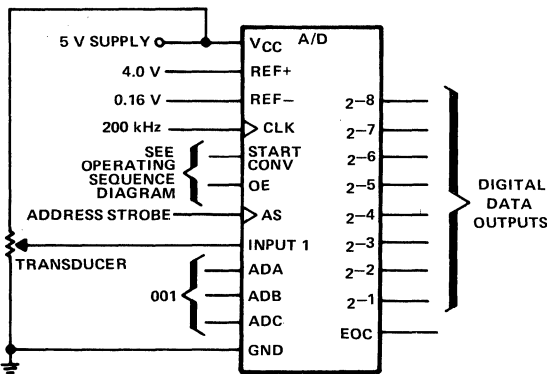 A/D
5 V SUPPLY
VCC
4.0 V
REF+
0.16 V
REF−
200 kHz
CLK
SEE
OPERATING
SEQUENCE
DIAGRAM
START
CONV
OE
ADDRESS STROBE
AS
INPUT 1
TRANSDUCER
001
ADA
ADB
ADC
GND
2−8
2−7
2−6
2−5
2−4
2−3
2−2
2−1
EOC
DIGITAL
DATA
OUTPUTS